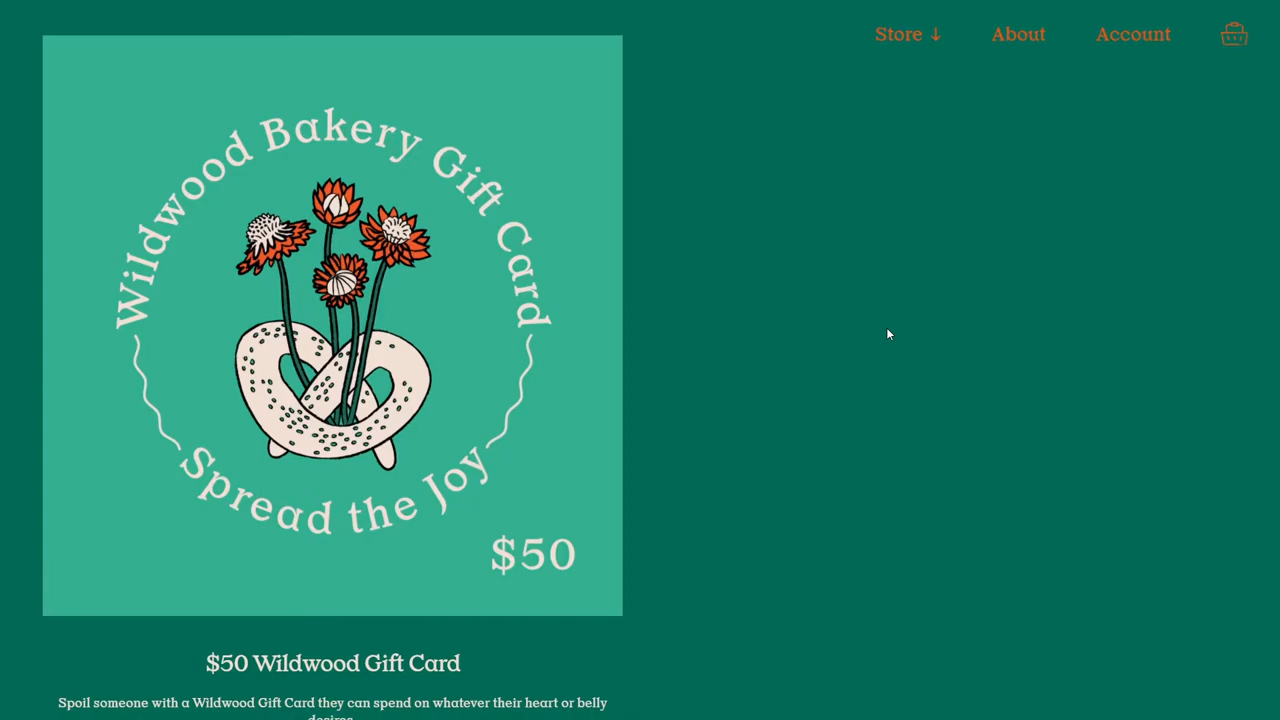 Store ↓
About
Account
Wildwood Bakery Gift Card
Spread the Joy
$50
$50 Wildwood Gift Card
Spoil someone with a Wildwood Gift Card they can spend on whatever their heart or belly
desires.